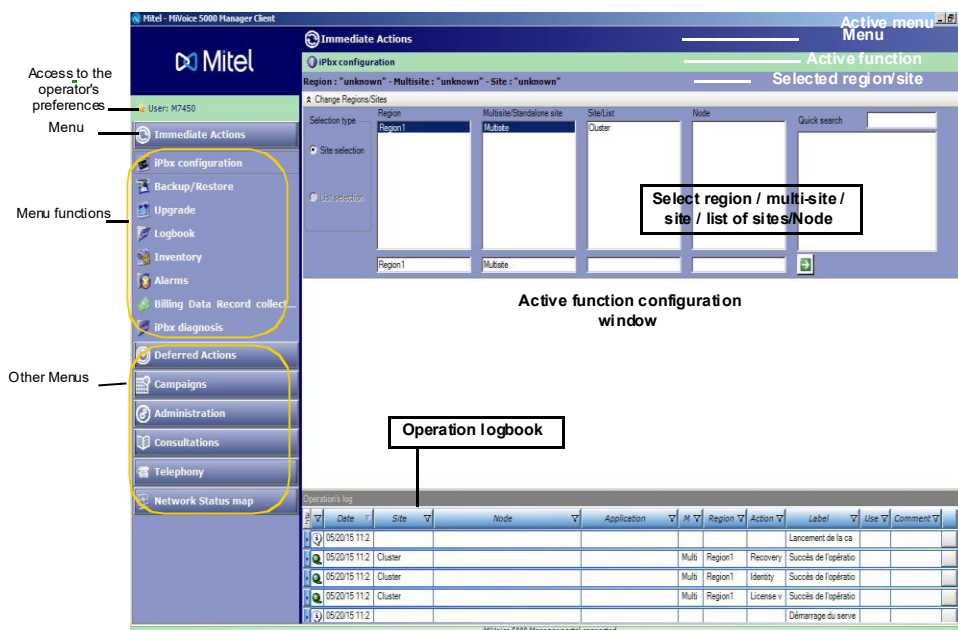 Mitel - MiVoice 5000 Manager Client
Active menu
Mitel
Immediate Actions
Menu
iPbx configuration
Active function
Region : "unknown" - Multisite : "unknown" - Site : "unknown"
Selected region/site
Access to the
operator's
preferences
User: M7450
Change Regions/Sites
Menu
Immediate Actions
Selection type
Site selection
List selection
Region
Region1
Multisite/Standalone site
Multisite
Site/List
Cluster
Node
Quick search
Select region / multi-site /
site / list of sites/Node
Region1
Multisite
Menu functions
iPbx configuration
Backup/Restore
Upgrade
Logbook
Inventory
Alarms
Billing Data Record collect...
iPbx diagnosis
Active function configuration
window
Other Menus
Deferred Actions
Campaigns
Administration
Consultations
Telephony
Network Status map
Operation logbook
Operation's log
Date Site Node Application M Region Action Label Use Comment
05/20/15 11:2 Lancement de la ca
05/20/15 11:2 Cluster Multi Region1 Recovery Succès de l'opératio
05/20/15 11:2 Cluster Multi Region1 Identity Succès de l'opératio
05/20/15 11:2 Cluster Multi Region1 License v Succès de l'opératio
05/20/15 11:2 Démarrage du serve